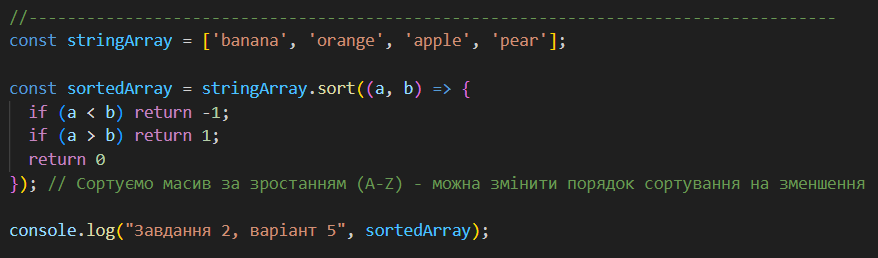 //---------------------------------------------------------------------------
const stringArray = ['banana', 'orange', 'apple', 'pear'];
const sortedArray = stringArray.sort((a, b) => {
if (a < b) return -1;
if (a > b) return 1;
return 0
}); // Сортуємо масив за зростанням (A-Z) - можна змінити порядок сортування на зменшення
console.log("Завдання 2, варіант 5", sortedArray);